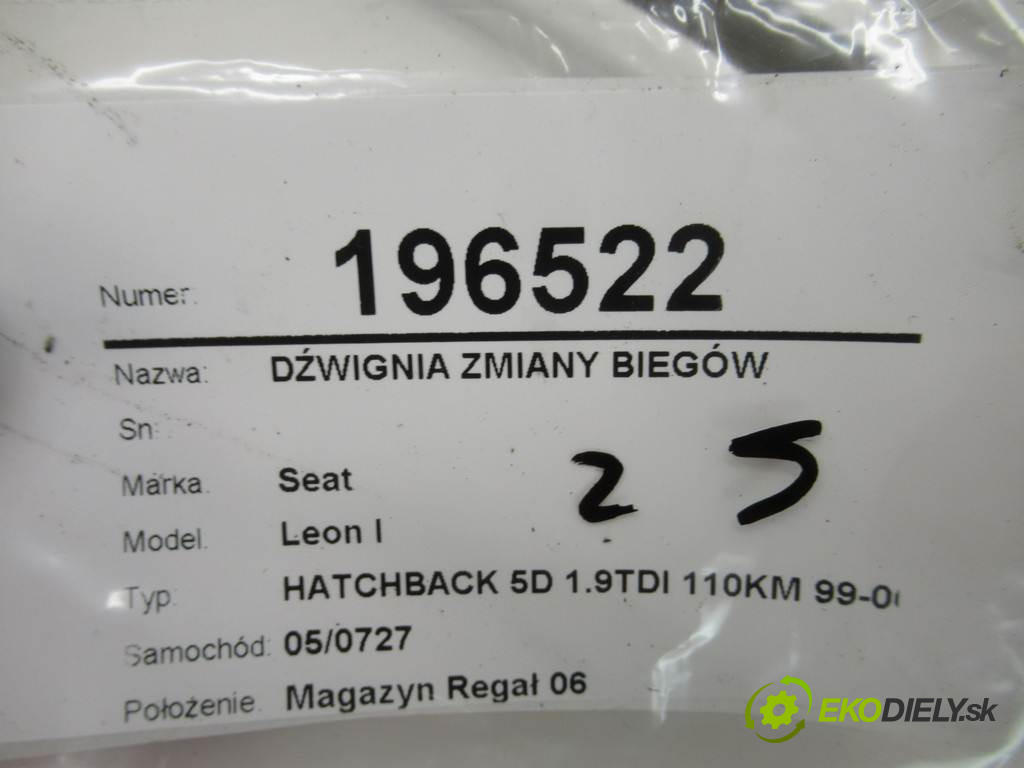 Numer: 196522
Nazwa: DŹWIGNIA ZMIANY BIEGÓW
Sn:
Marka: Seat
2 5
Model: Leon I
Typ: HATCHBACK 5D 1.9TDI 110KM 99-0
Samochód: 05/0727
Położenie: Magazyn Regał 06
EKODIELY.sk